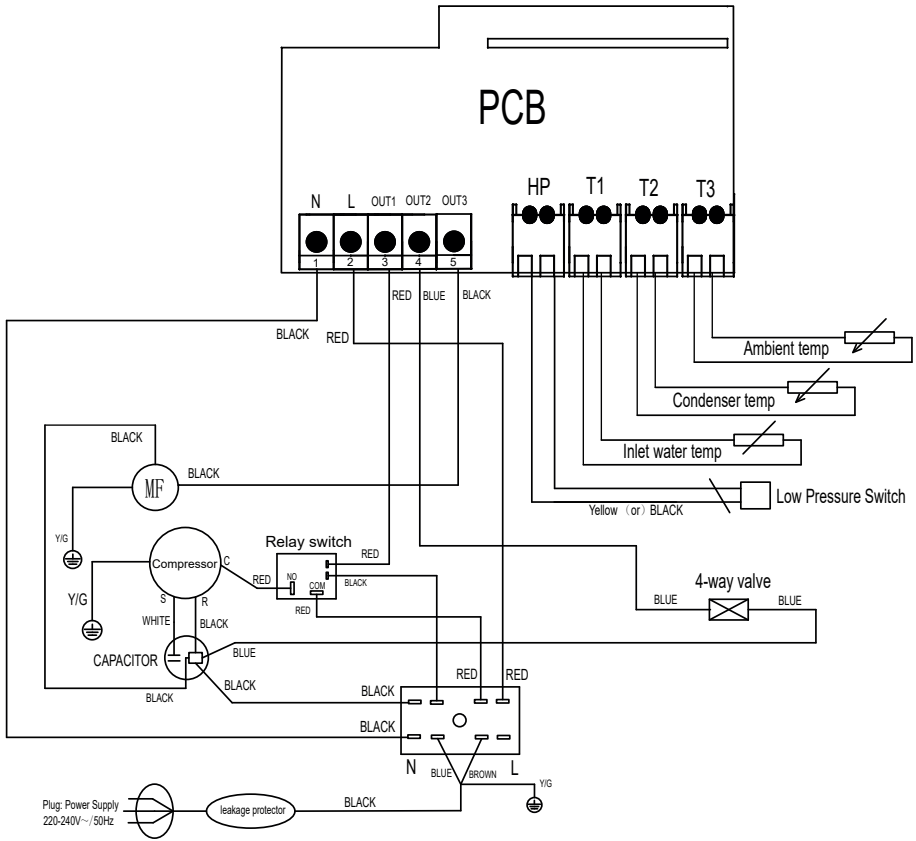 PCB
HP T1 T2 T3
N L OUT1 OUT2 OUT3
1 2 3 4 5
RED BLUE BLACK
BLACK RED
Ambient temp
Condenser temp
BLACK
Inlet water temp
BLACK
MF
Low Pressure Switch
Yellow（or）BLACK
Y/G
Relay switch
RED
Compressor C
RED NO BLACK
COM
4-way valve
Y/G S R RED
BLUE BLUE
WHITE BLACK
BLUE
CAPACITOR
RED RED
BLACK BLACK
BLACK
BLACK
N BLUE BROWN L
Y/G
Plug: Power Supply
220-240V～/50Hz
leakage protector
BLACK